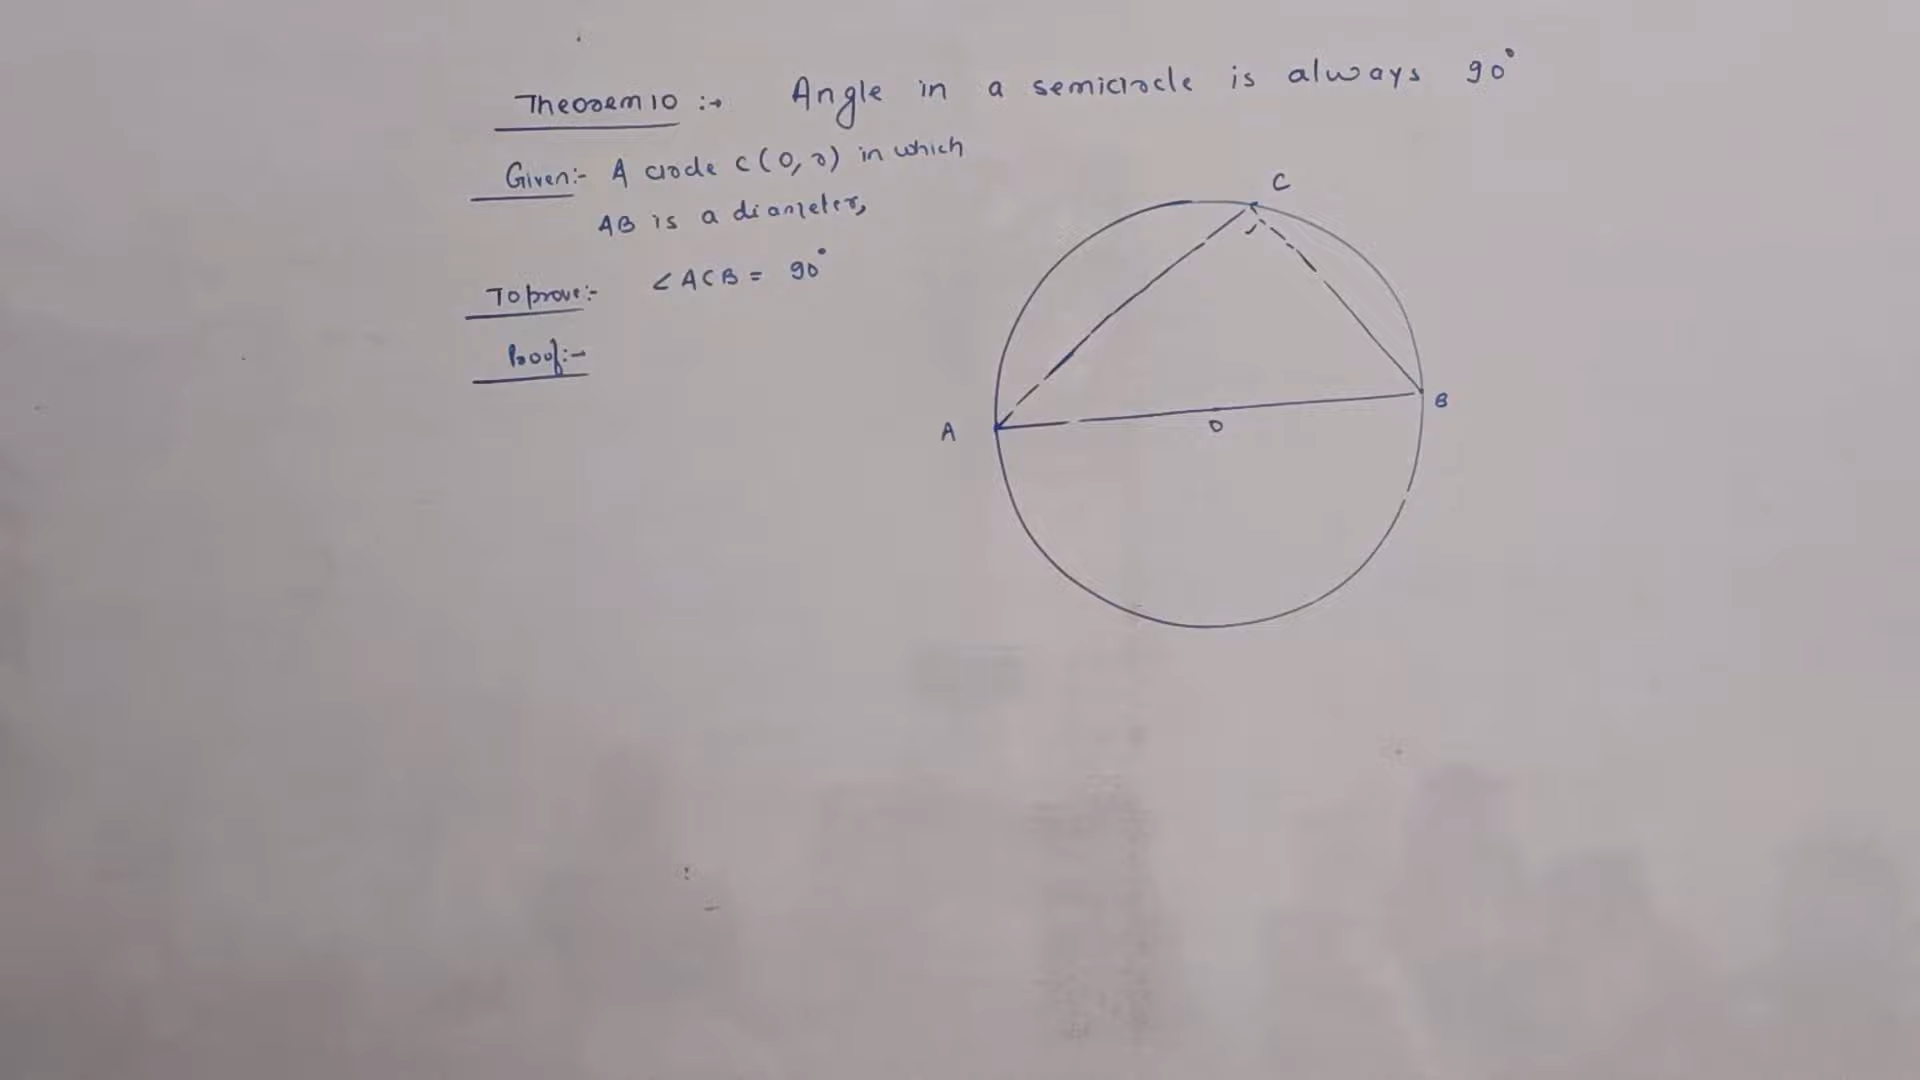 Theorem 10 :→ Angle in a semicircle is always 90°
Given:- A circle C(O, r) in which
AB is a diameter,
To prove:- ∠ACB = 90°
Proof:-
C
A
O
B